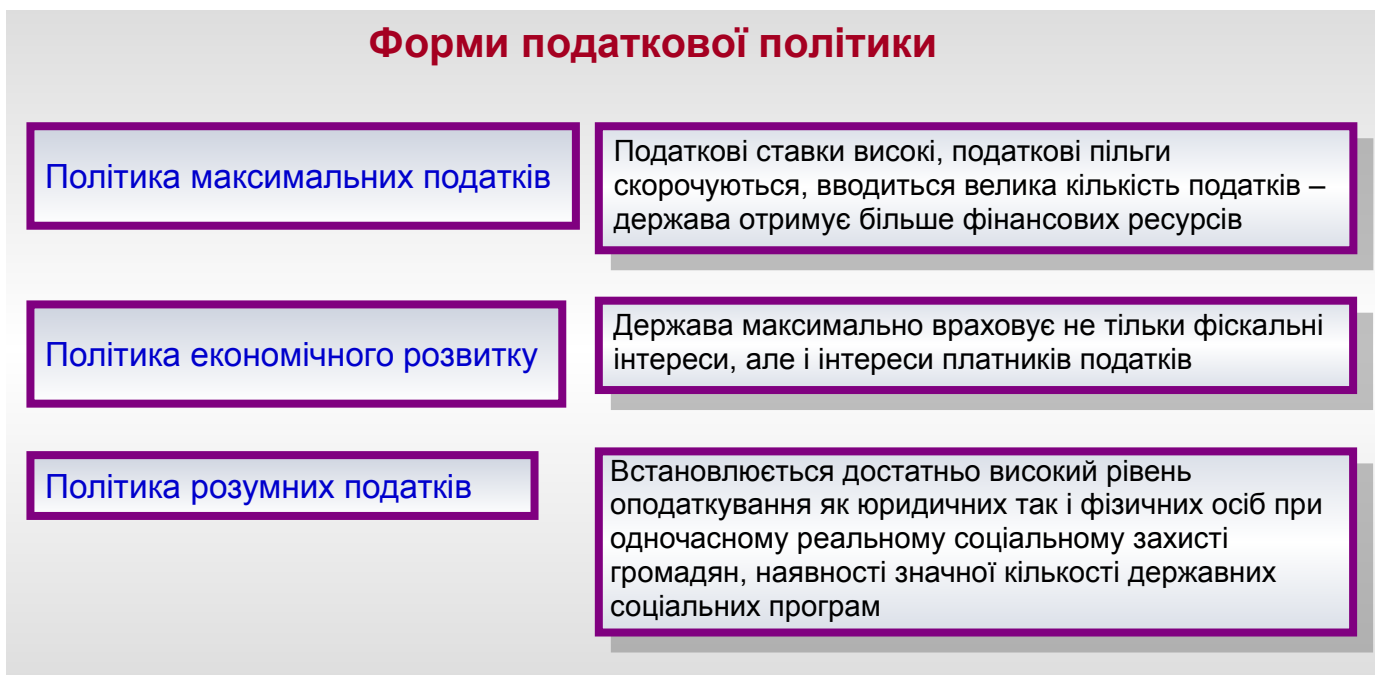 Форми податкової політики
Політика максимальних податків
Податкові ставки високі, податкові пільги
скорочуються, вводиться велика кількість податків –
держава отримує більше фінансових ресурсів
Політика економічного розвитку
Держава максимально враховує не тільки фіскальні
інтереси, але і інтереси платників податків
Політика розумних податків
Встановлюється достатньо високий рівень
оподаткування як юридичних так і фізичних осіб при
одночасному реальному соціальному захисті
громадян, наявності значної кількості державних
соціальних програм